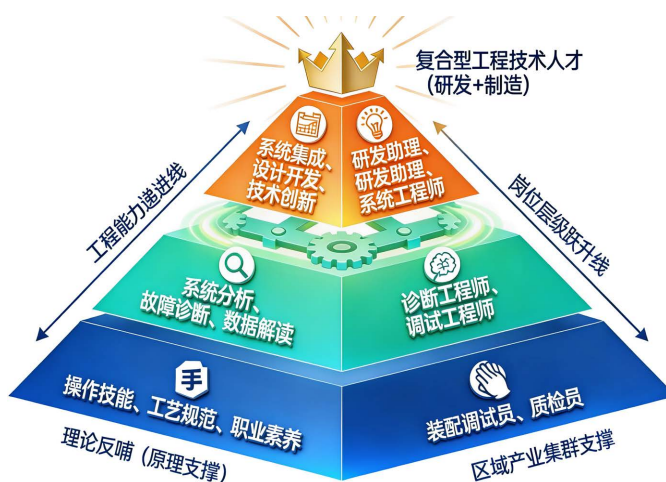 复合型工程技术人才
（研发+制造）
系统集成、
设计开发、
技术创新
研发助理、
研发助理、
系统工程师
工程能力递进线
岗位层级跃升线
系统分析、
故障诊断、数据解读
诊断工程师、
调试工程师
手
操作技能、工艺规范、职业素养
装配调试员、质检员
理论反哺（原理支撑）
区域产业集群支撑